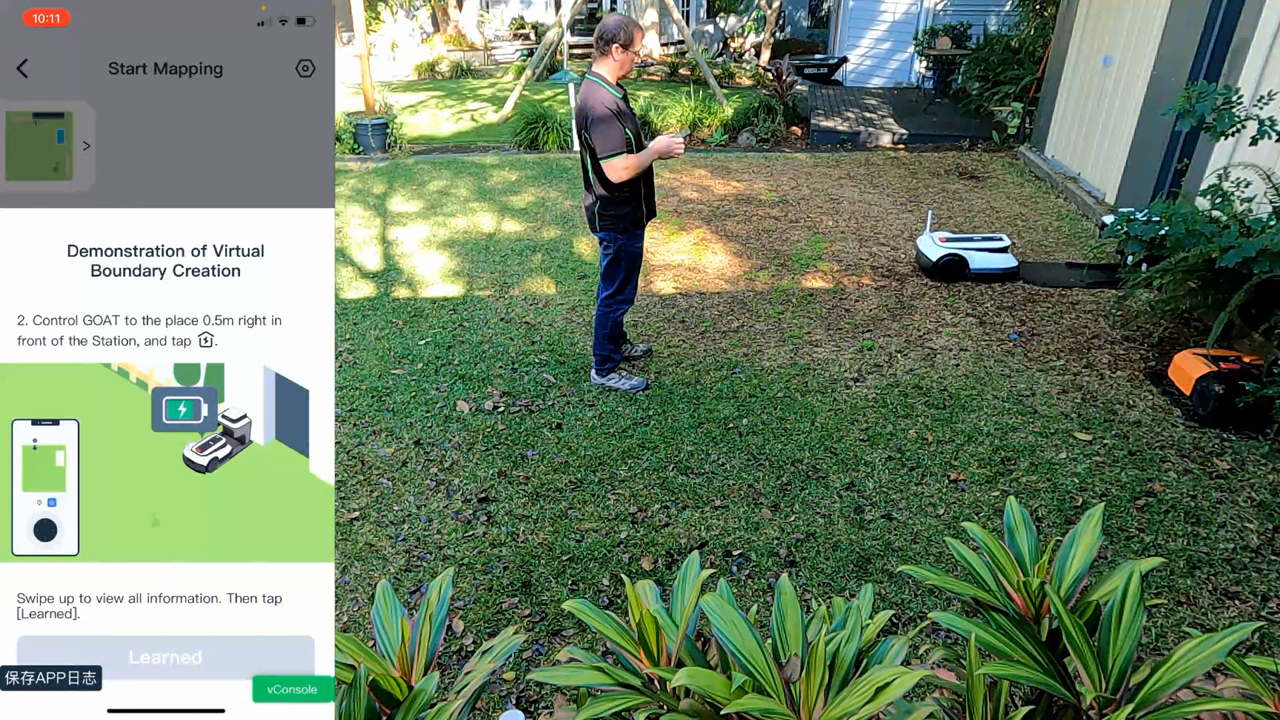 10:11
Start Mapping
Demonstration of Virtual
Boundary Creation
2. Control GOAT to the place 0.5m right in
front of the Station, and tap
Swipe up to view all information. Then tap
[Learned].
Learned
保存APP日志
vConsole